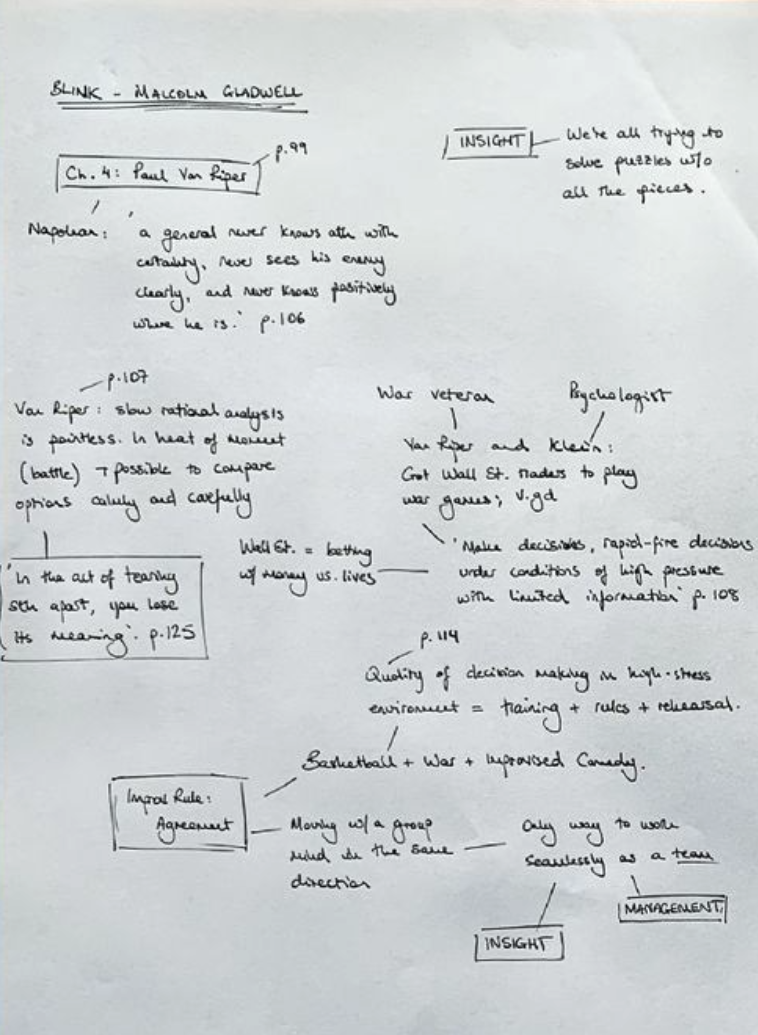 BLINK - MALCOLM GLADWELL
p.99
Ch. 4: Paul Van Riper
INSIGHT
We're all trying to
solve puzzles w/o
all the pieces.
Napoleon: 'a general never knows ath with
certainty, never sees his enemy
clearly, and never knows positively
where he is.' p.106
p.107
Van Riper: slow rational analysis
is pointless. In heat of moment
(battle) ¬ possible to compare
options calmly and carefully
'In the act of tearing
sth apart, you lose
its meaning'. p.125
War veteran
Psychologist
Van Riper and Klein:
Got Wall St. traders to play
war games; v.gd
Wall St. = betting
w/ money vs. lives
'Make decisions, rapid-fire decisions
under conditions of high pressure
with limited information' p.108
p.114
Quality of decision making in high-stress
environment = training + rules + rehearsal.
Basketball + War + Improvised Comedy.
Improv Rule:
Agreement
Moving w/ a group
mind in the same
direction
Only way to work
seamlessly as a team
MANAGEMENT
INSIGHT